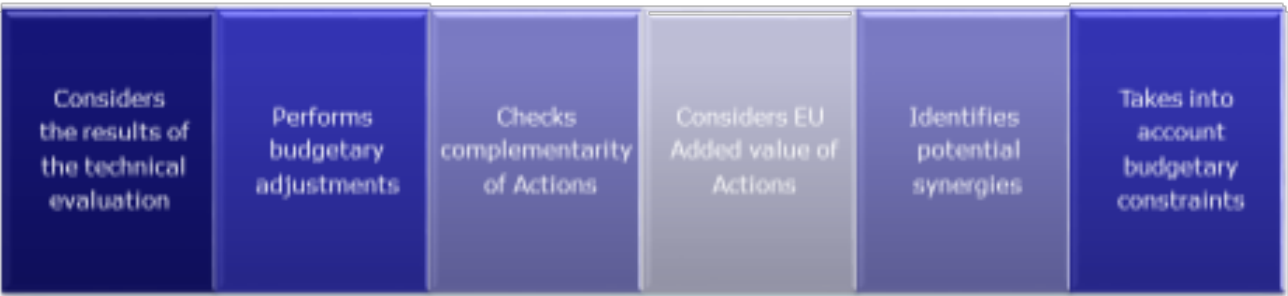 Considers
the results of
the technical
evaluation
Performs
budgetary
adjustments
Checks
complementarity
of Actions
Considers EU
Added value of
Actions
Identifies
potential
synergies
Takes into
account
budgetary
constraints